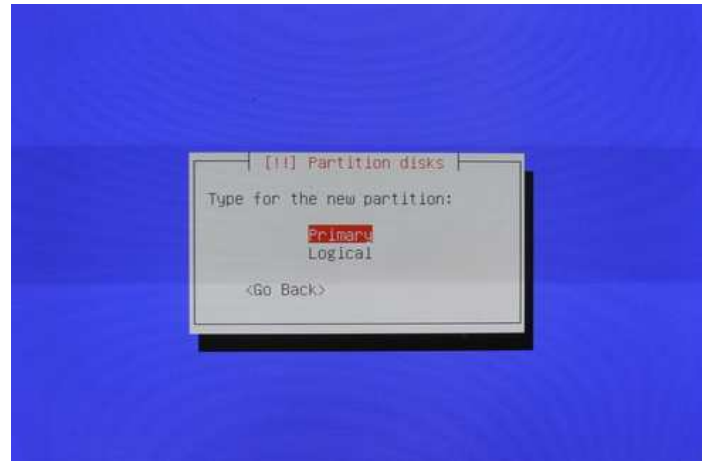 [!!] Partition disks
Type for the new partition:
Primary
Logical
<Go Back>